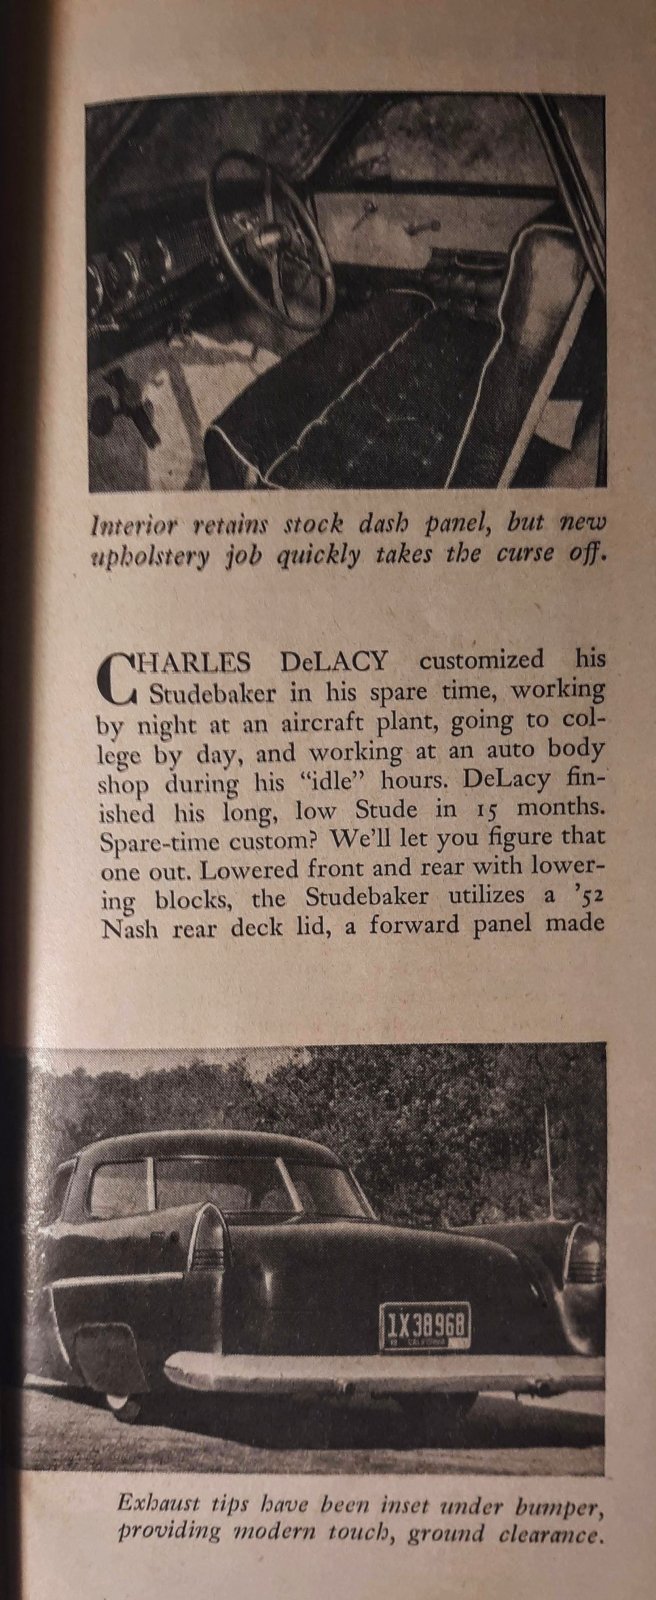 Interior retains stock dash panel, but new
upholstery job quickly takes the curse off.
CHARLES DeLACY customized his
Studebaker in his spare time, working
by night at an aircraft plant, going to col-
lege by day, and working at an auto body
shop during his "idle" hours. DeLacy fin-
ished his long, low Stude in 15 months.
Spare-time custom? We'll let you figure that
one out. Lowered front and rear with lower-
ing blocks, the Studebaker utilizes a '52
Nash rear deck lid, a forward panel made
1X38968
CALIFORNIA
Exhaust tips have been inset under bumper,
providing modern touch, ground clearance.